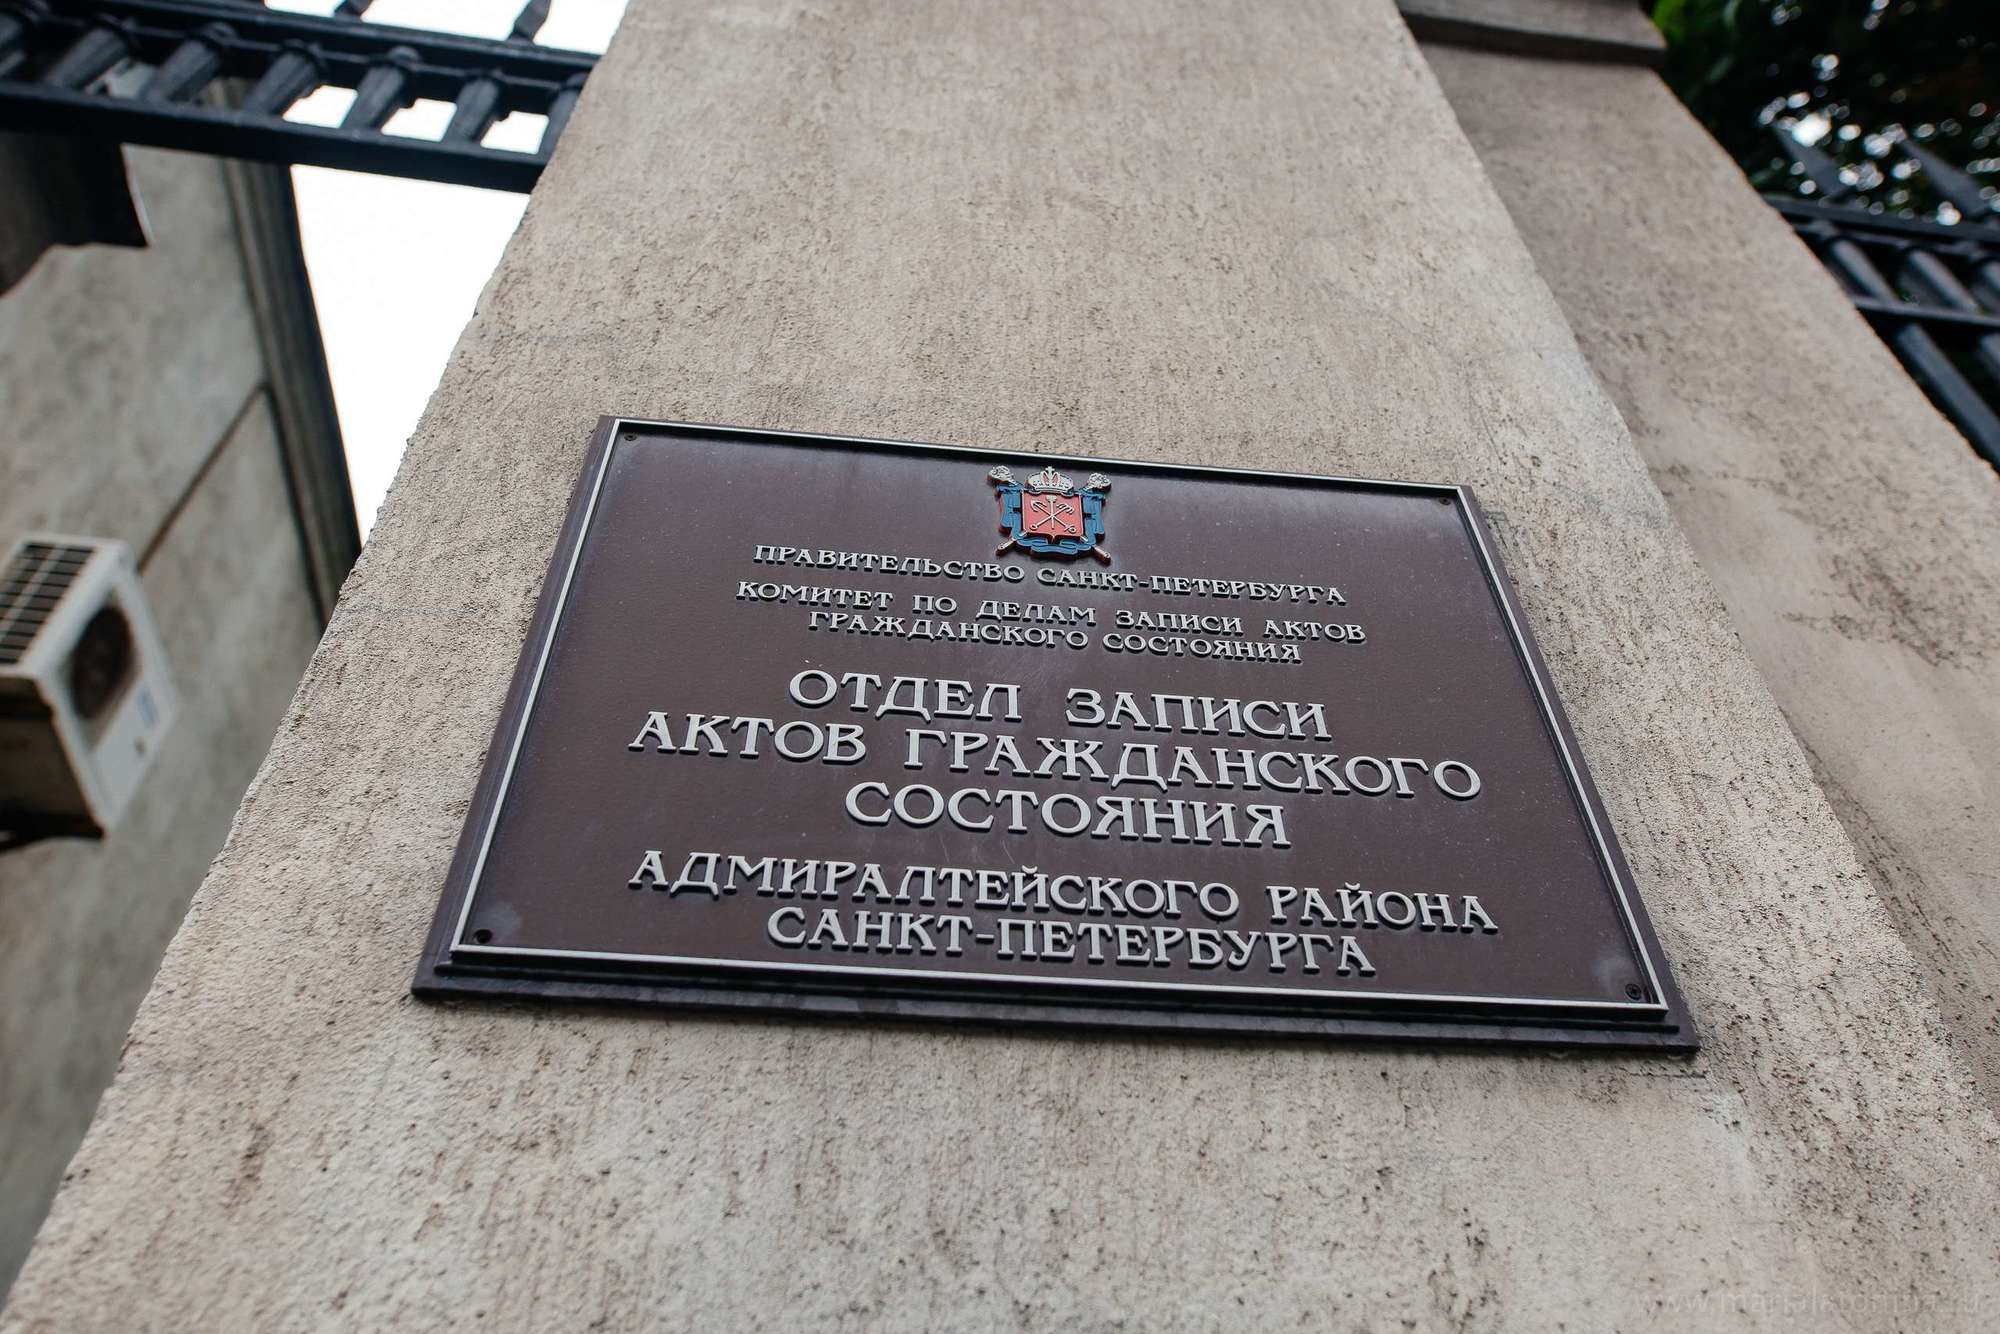 ПРАВИТЕЛЬСТВО САНКТ-ПЕТЕРБУРГА
КОМИТЕТ ПО ДЕЛАМ ЗАПИСИ АКТОВ
ГРАЖДАНСКОГО СОСТОЯНИЯ
ОТДЕЛ ЗАПИСИ
АКТОВ ГРАЖДАНСКОГО
СОСТОЯНИЯ
АДМИРАЛТЕЙСКОГО РАЙОНА
САНКТ-ПЕТЕРБУРГА